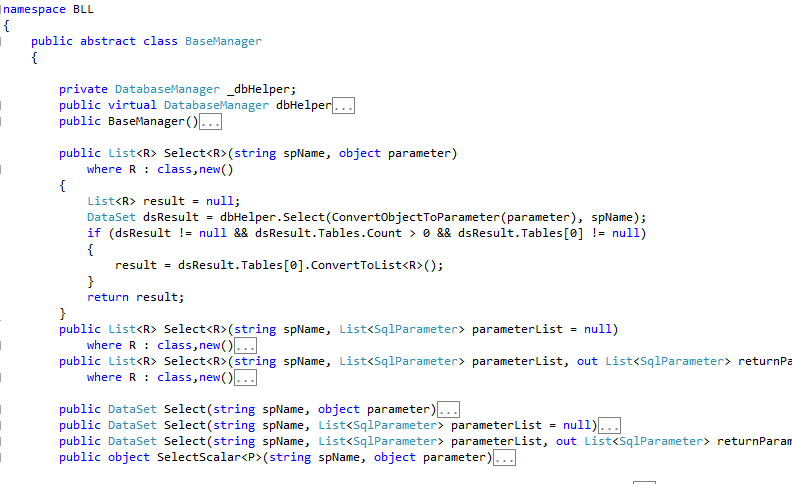 namespace BLL
{
public abstract class BaseManager
{
private DatabaseManager _dbHelper;
public virtual DatabaseManager dbHelper...
public BaseManager()...
public List<R> Select<R>(string spName, object parameter)
where R : class,new()
{
List<R> result = null;
DataSet dsResult = dbHelper.Select(ConvertObjectToParameter(parameter), spName);
if (dsResult != null && dsResult.Tables.Count > 0 && dsResult.Tables[0] != null)
{
result = dsResult.Tables[0].ConvertToList<R>();
}
return result;
}
public List<R> Select<R>(string spName, List<SqlParameter> parameterList = null)
where R : class,new()...
public List<R> Select<R>(string spName, List<SqlParameter> parameterList, out List<SqlParameter> returnPa
where R : class,new()...
public DataSet Select(string spName, object parameter)...
public DataSet Select(string spName, List<SqlParameter> parameterList = null)...
public DataSet Select(string spName, List<SqlParameter> parameterList, out List<SqlParameter> returnParam
public object SelectScalar<P>(string spName, object parameter)...